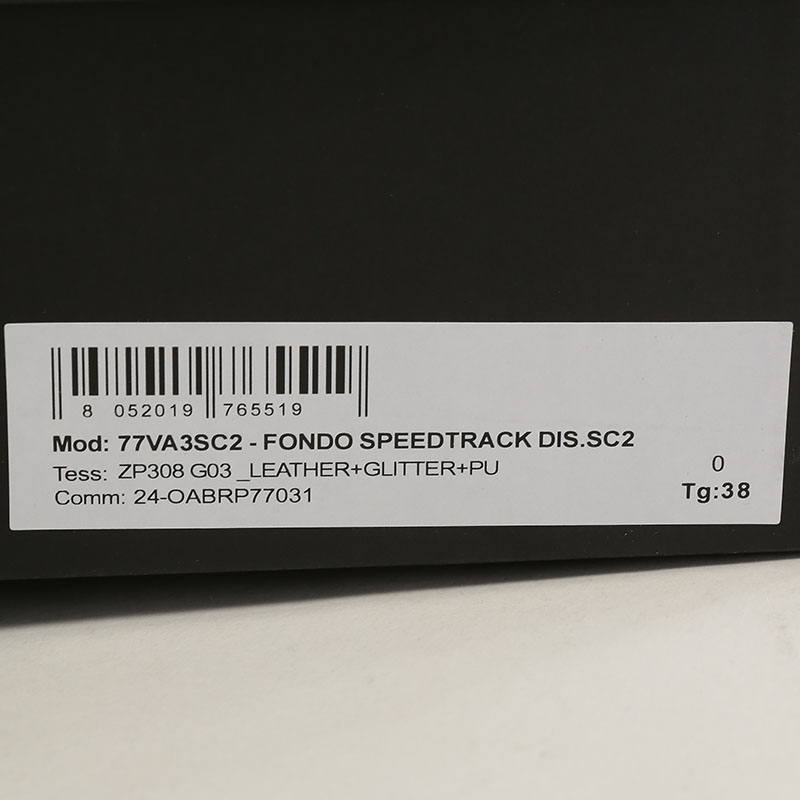 8 052019 765519
Mod: 77VA3SC2 - FONDO SPEEDTRACK DIS.SC2
Tess: ZP308 G03 _LEATHER+GLITTER+PU
Comm: 24-OABRP77031
0
Tg:38